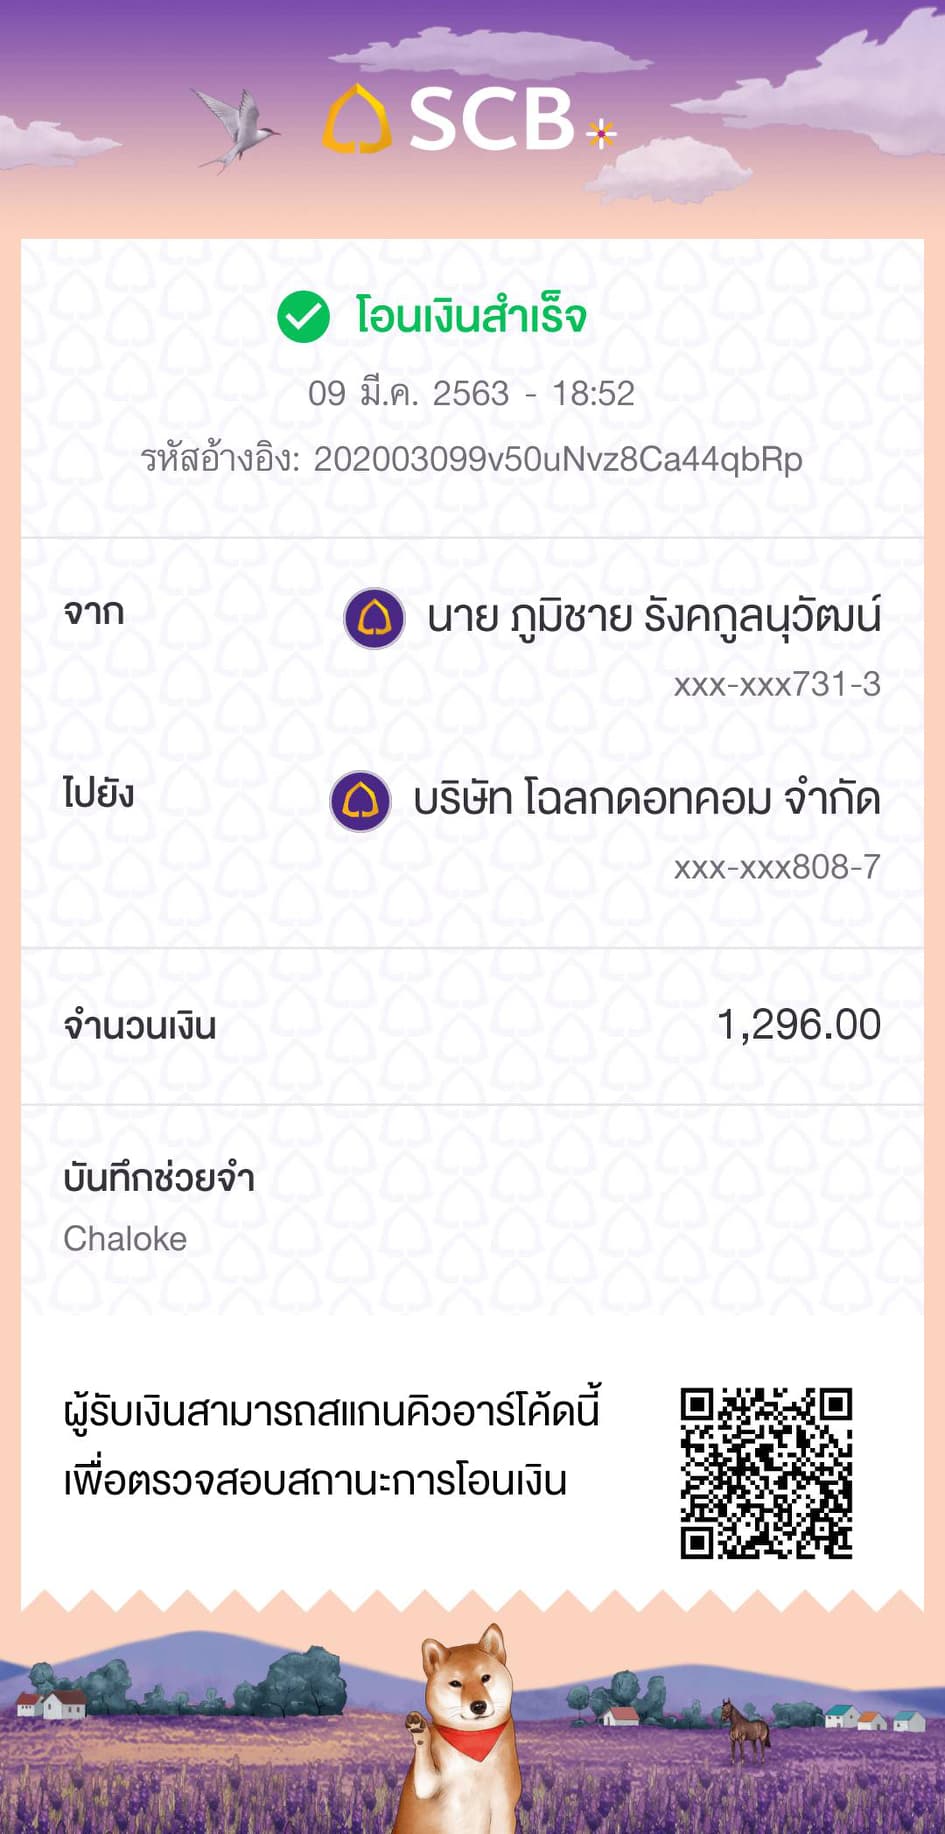 SCB
โอนเงินสำเร็จ
09 มี.ค. 2563 - 18:52
รหัสอ้างอิง: 202003099v50uNvz8Ca44qbRp
จาก
นาย ภูมิชาย รังคกูลนุวัฒน์
xxx-xxx731-3
ไปยัง
บริษัท โฉลกดอทคอม จำกัด
xxx-xxx808-7
จำนวนเงิน 1,296.00
บันทึกช่วยจำ
Chaloke
ผู้รับเงินสามารถสแกนคิวอาร์โค้ดนี้
เพื่อตรวจสอบสถานะการโอนเงิน